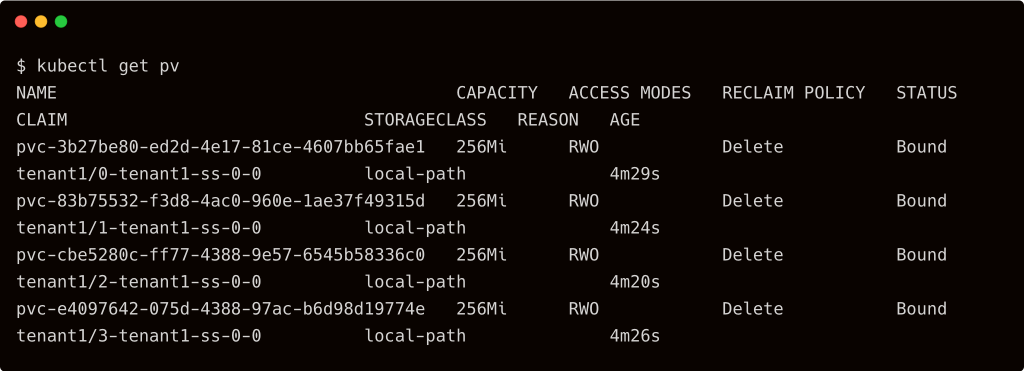 $ kubectl get pv
NAME                                       CAPACITY   ACCESS MODES   RECLAIM POLICY   STATUS
CLAIM                             STORAGECLASS   REASON   AGE
pvc-3b27be80-ed2d-4e17-81ce-4607bb65fae1   256Mi      RWO            Delete           Bound
tenant1/0-tenant1-ss-0-0          local-path              4m29s
pvc-83b75532-f3d8-4ac0-960e-1ae37f49315d   256Mi      RWO            Delete           Bound
tenant1/1-tenant1-ss-0-0          local-path              4m24s
pvc-cbe5280c-ff77-4388-9e57-6545b58336c0   256Mi      RWO            Delete           Bound
tenant1/2-tenant1-ss-0-0          local-path              4m20s
pvc-e4097642-075d-4388-97ac-b6d98d19774e   256Mi      RWO            Delete           Bound
tenant1/3-tenant1-ss-0-0          local-path              4m26s